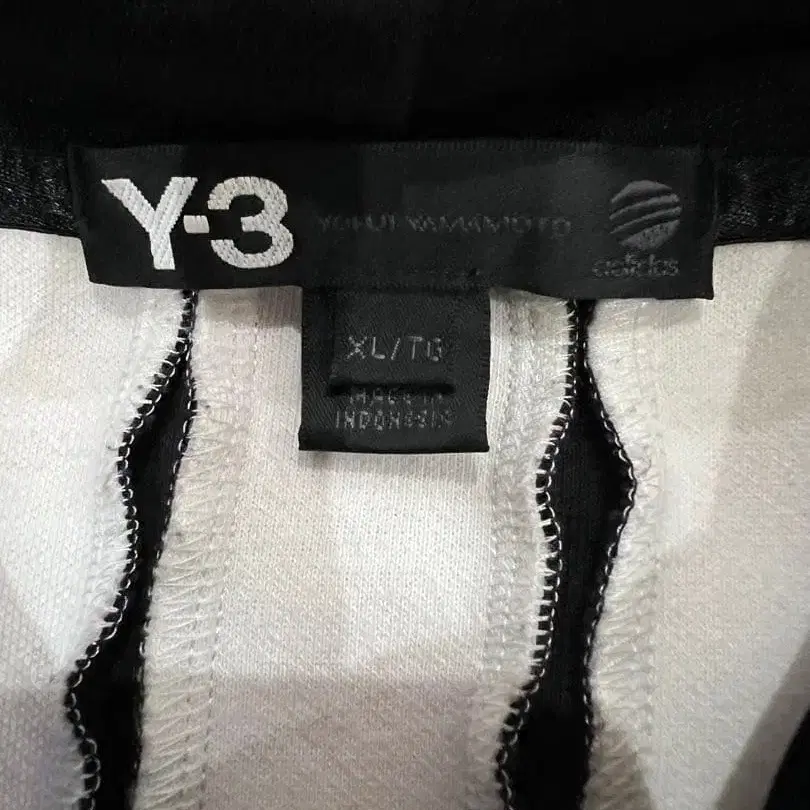 Y-3 YOHJI YAMAMOTO adidas
XL/TG
MADE IN
INDONESIA